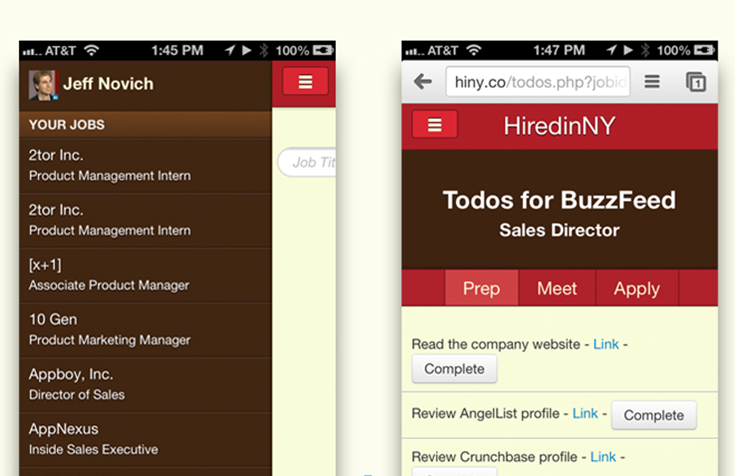 AT&T 1:45 PM 100%
Jeff Novich
YOUR JOBS
2tor Inc.
Product Management Intern
2tor Inc.
Product Management Intern
[x+1]
Associate Product Manager
10 Gen
Product Marketing Manager
Appboy, Inc.
Director of Sales
AppNexus
Inside Sales Executive
Job Tit
AT&T 1:47 PM 100%
hiny.co/todos.php?jobid
1
HiredinNY
Todos for BuzzFeed
Sales Director
Prep Meet Apply
Read the company website - Link -
Complete
Review AngelList profile - Link - Complete
Review Crunchbase profile - Link -